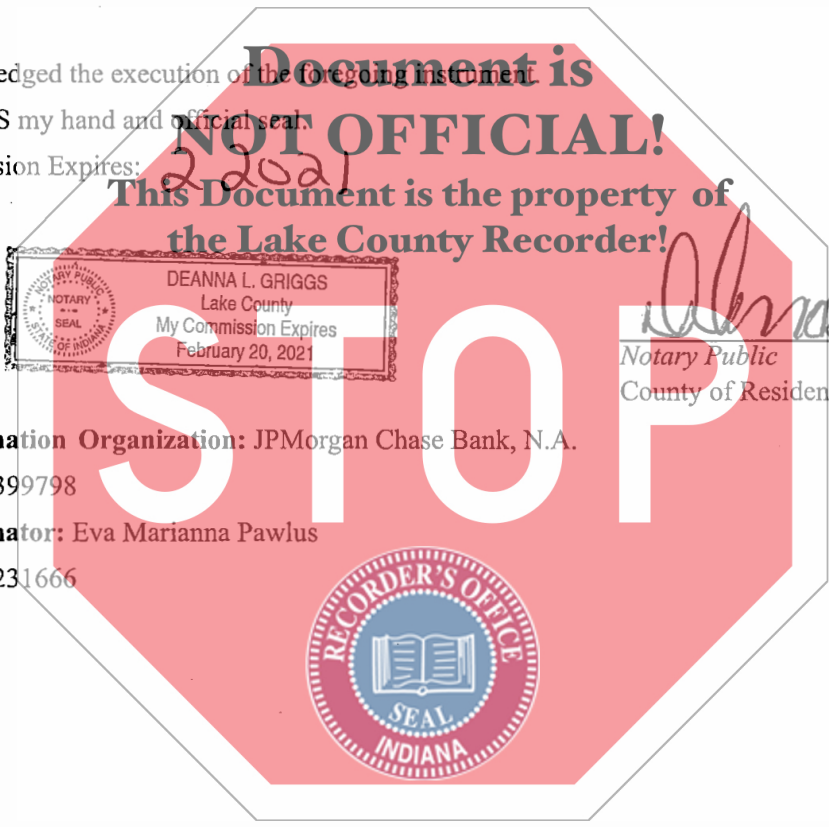 Document is
edged the execution of the foregoing instrument.
S my hand and official seal.
NOT OFFICIAL!
sion Expires: 2 2021
This Document is the property of
the Lake County Recorder!
NOTARY PUBLIC
NOTARY
SEAL
STATE OF INDIANA
DEANNA L. GRIGGS
Lake County
My Commission Expires
February 20, 2021
Notary Public
County of Residen
STOP
nation Organization: JPMorgan Chase Bank, N.A.
399798
nator: Eva Marianna Pawlus
231666
RECORDER'S OFFICE
SEAL
INDIANA